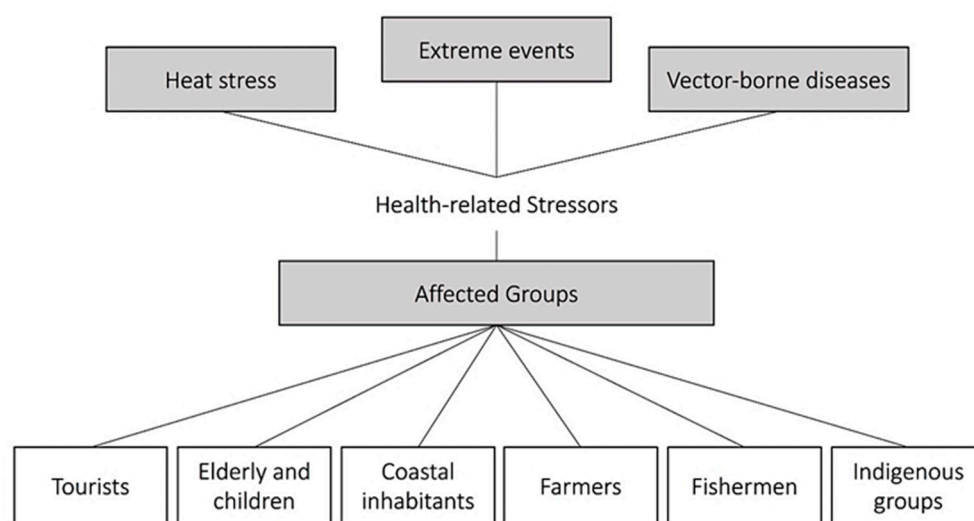 Extreme events
Heat stress
Vector-borne diseases
Health-related Stressors
Affected Groups
Tourists
Elderly and
children
Coastal
inhabitants
Farmers
Fishermen
Indigenous
groups